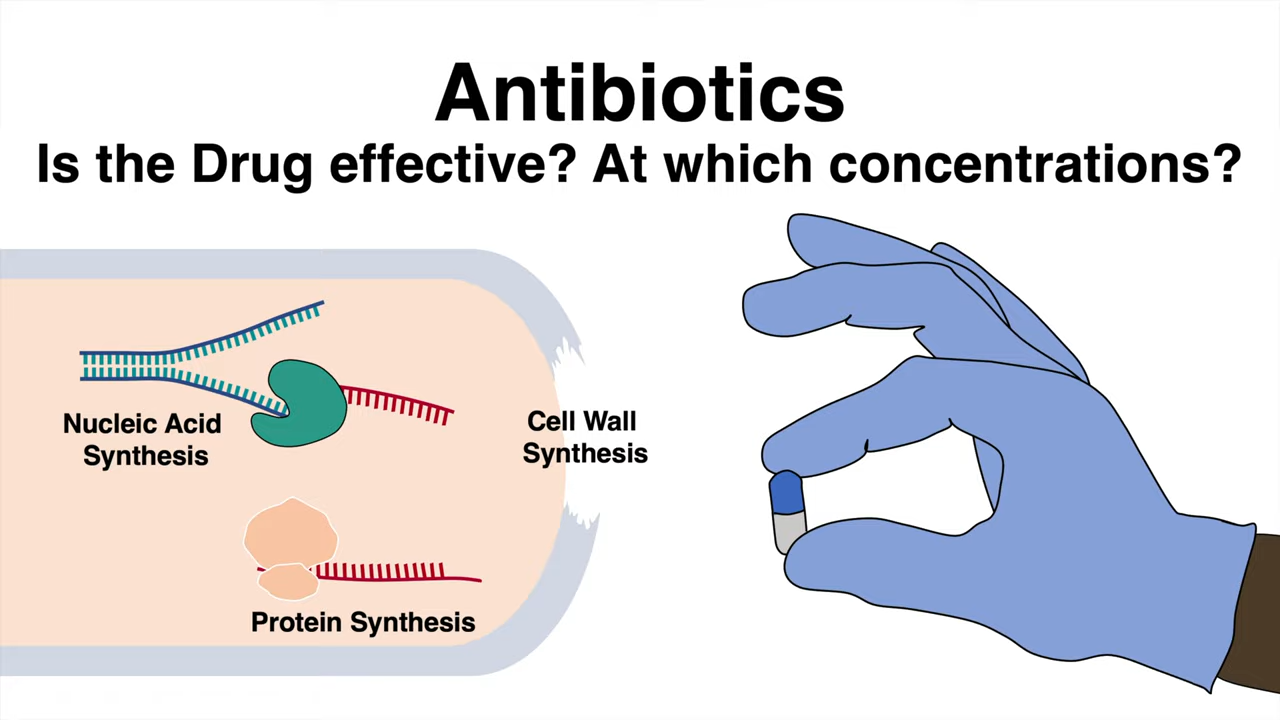 Antibiotics
Is the Drug effective? At which concentrations?
Nucleic Acid
Synthesis
Cell Wall
Synthesis
Protein Synthesis